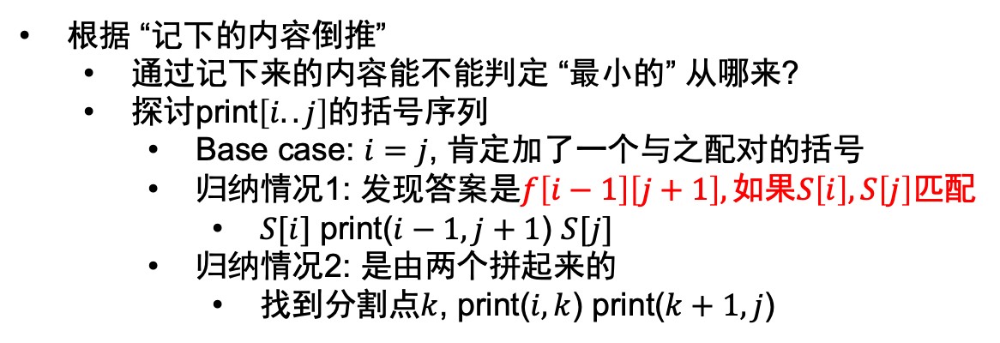 • 根据 “记下的内容倒推”
• 通过记下来的内容能不能判定 “最小的” 从哪来?
• 探讨print[i..j]的括号序列
• Base case: i = j, 肯定加了一个与之配对的括号
• 归纳情况1: 发现答案是f[i − 1][j + 1], 如果S[i], S[j]匹配
• S[i] print(i − 1, j + 1) S[j]
• 归纳情况2: 是由两个拼起来的
• 找到分割点k, print(i, k) print(k + 1, j)